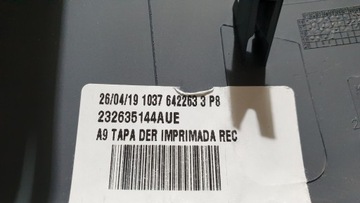 26/04/19 1037 642263 3 P8
232635144AUE
A9 TAPA DER IMPRIMADA REC